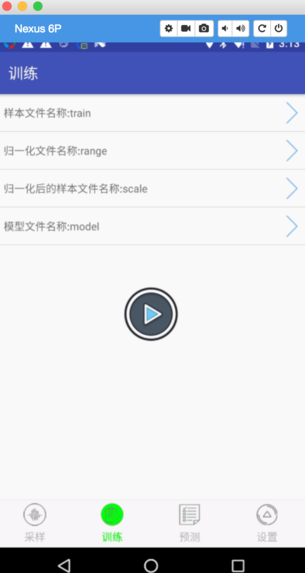 Nexus 6P
3:13
训练
样本文件名称:train
归一化文件名称:range
归一化后的样本文件名称:scale
模型文件名称:model
采样
训练
预测
设置